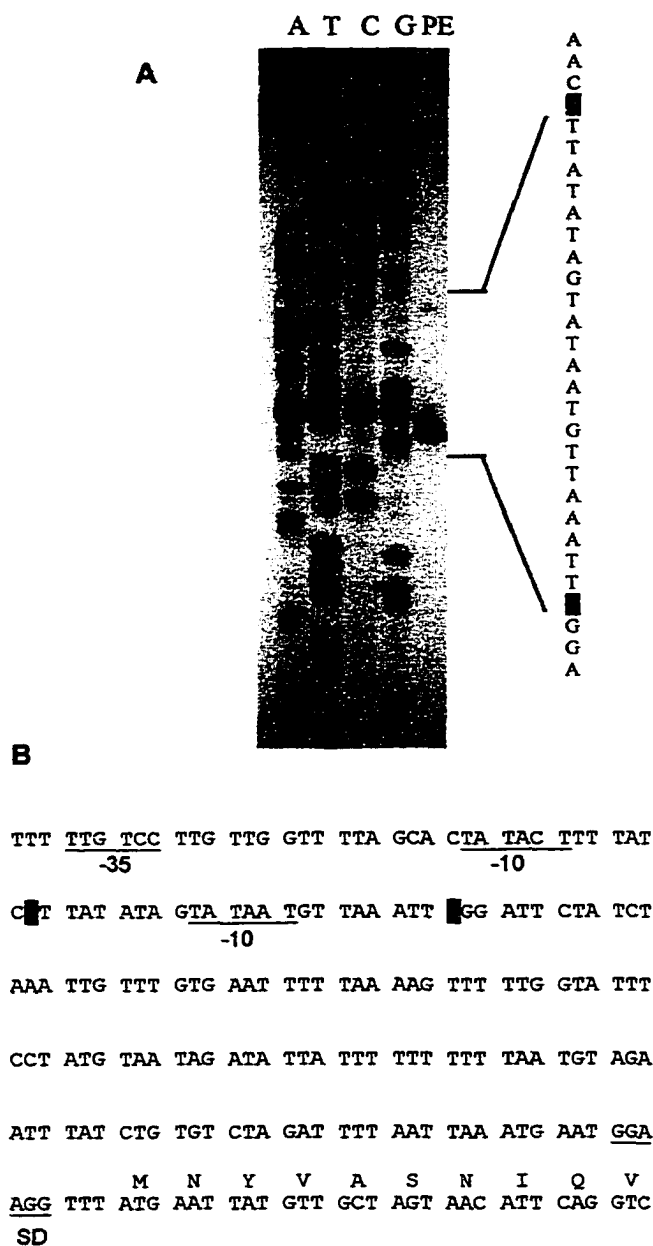 A T C G PE
A
A
A
C
T
T
A
T
A
T
A
G
T
A
T
A
A
T
G
T
T
A
A
A
T
T
G
G
A
B
TTT TTG TCC TTG TTG GTT TTA GCA CTA TAC TTT TAT
-35 -10
C T TAT ATA GTA TAA TGT TAA ATT GG ATT CTA TCT
-10
AAA TTG TTT GTG AAT TTT TAA AAG TTT TTG GTA TTT
CCT ATG TAA TAG ATA TTA TTT TTT TTT TAA TGT AGA
ATT TAT CTG TGT CTA GAT TTT AAT TAA ATG AAT GGA
M N Y V A S N I Q V
AGG TTT ATG AAT TAT GTT GCT AGT AAC ATT CAG GTC
SD